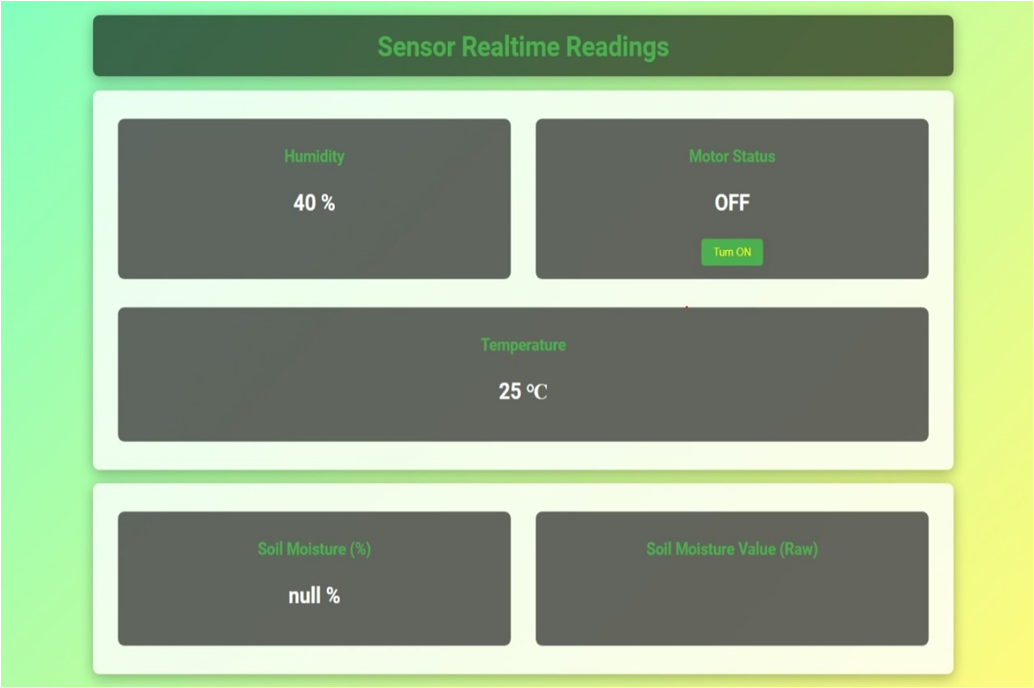 Sensor Realtime Readings
Humidity
40 %
Motor Status
OFF
Turn ON
Temperature
25 ℃
Soil Moisture (%)
null %
Soil Moisture Value (Raw)